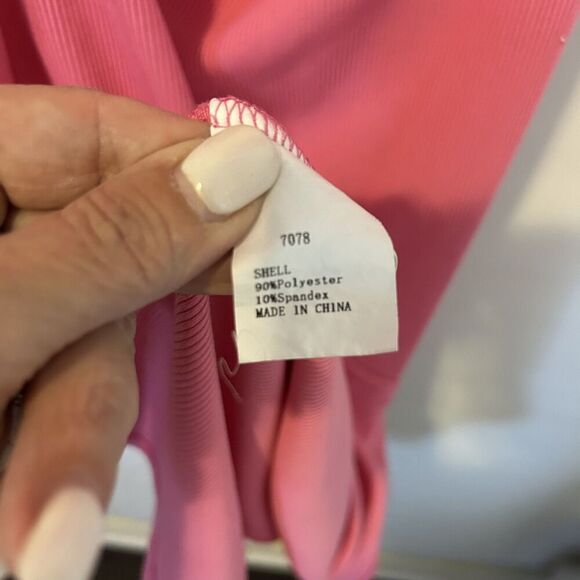 7078
SHELL
90%Polyester
10%Spandex
MADE IN CHINA